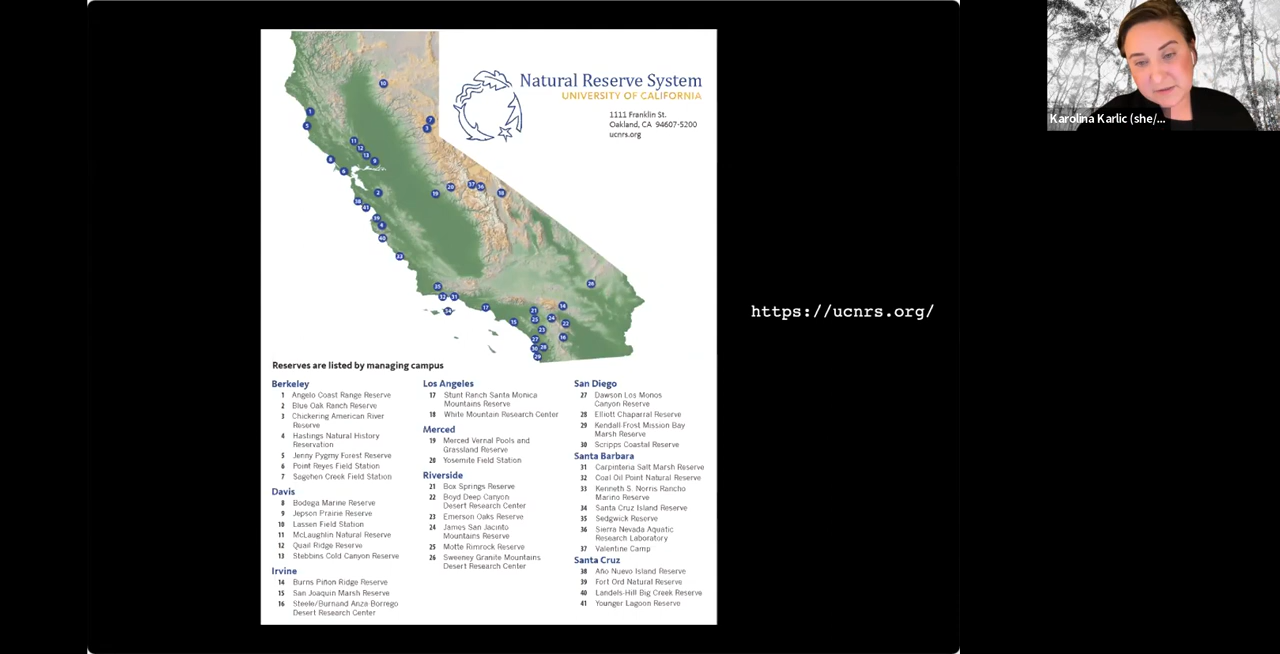 Natural Reserve System
UNIVERSITY OF CALIFORNIA
1111 Franklin St.
Oakland, CA 94607-5200
ucnrs.org
Karolina Karlic (she/...
https://ucnrs.org/
Reserves are listed by managing campus
Berkeley
1 Angelo Coast Range Reserve
2 Blue Oak Ranch Reserve
3 Chickering American River
Reserve
4 Hastings Natural History
Reservation
5 Jenny Pygmy Forest Reserve
6 Point Reyes Field Station
7 Sagehen Creek Field Station
Davis
8 Bodega Marine Reserve
9 Jepson Prairie Reserve
10 Lassen Field Station
11 McLaughlin Natural Reserve
12 Quail Ridge Reserve
13 Stebbins Cold Canyon Reserve
Irvine
14 Burns Piñon Ridge Reserve
15 San Joaquin Marsh Reserve
16 Steele/Burnand Anza-Borrego
Desert Research Center
Los Angeles
17 Stunt Ranch Santa Monica
Mountains Reserve
18 White Mountain Research Center
Merced
19 Merced Vernal Pools and
Grassland Reserve
20 Yosemite Field Station
Riverside
21 Box Springs Reserve
22 Boyd Deep Canyon
Desert Research Center
23 Emerson Oaks Reserve
24 James San Jacinto
Mountains Reserve
25 Motte Rimrock Reserve
26 Sweeney Granite Mountains
Desert Research Center
San Diego
27 Dawson Los Monos
Canyon Reserve
28 Elliott Chaparral Reserve
29 Kendall Frost Mission Bay
Marsh Reserve
30 Scripps Coastal Reserve
Santa Barbara
31 Carpinteria Salt Marsh Reserve
32 Coal Oil Point Natural Reserve
33 Kenneth S. Norris Rancho
Marino Reserve
34 Santa Cruz Island Reserve
35 Sedgwick Reserve
36 Sierra Nevada Aquatic
Research Laboratory
37 Valentine Camp
Santa Cruz
38 Año Nuevo Island Reserve
39 Fort Ord Natural Reserve
40 Landels-Hill Big Creek Reserve
41 Younger Lagoon Reserve